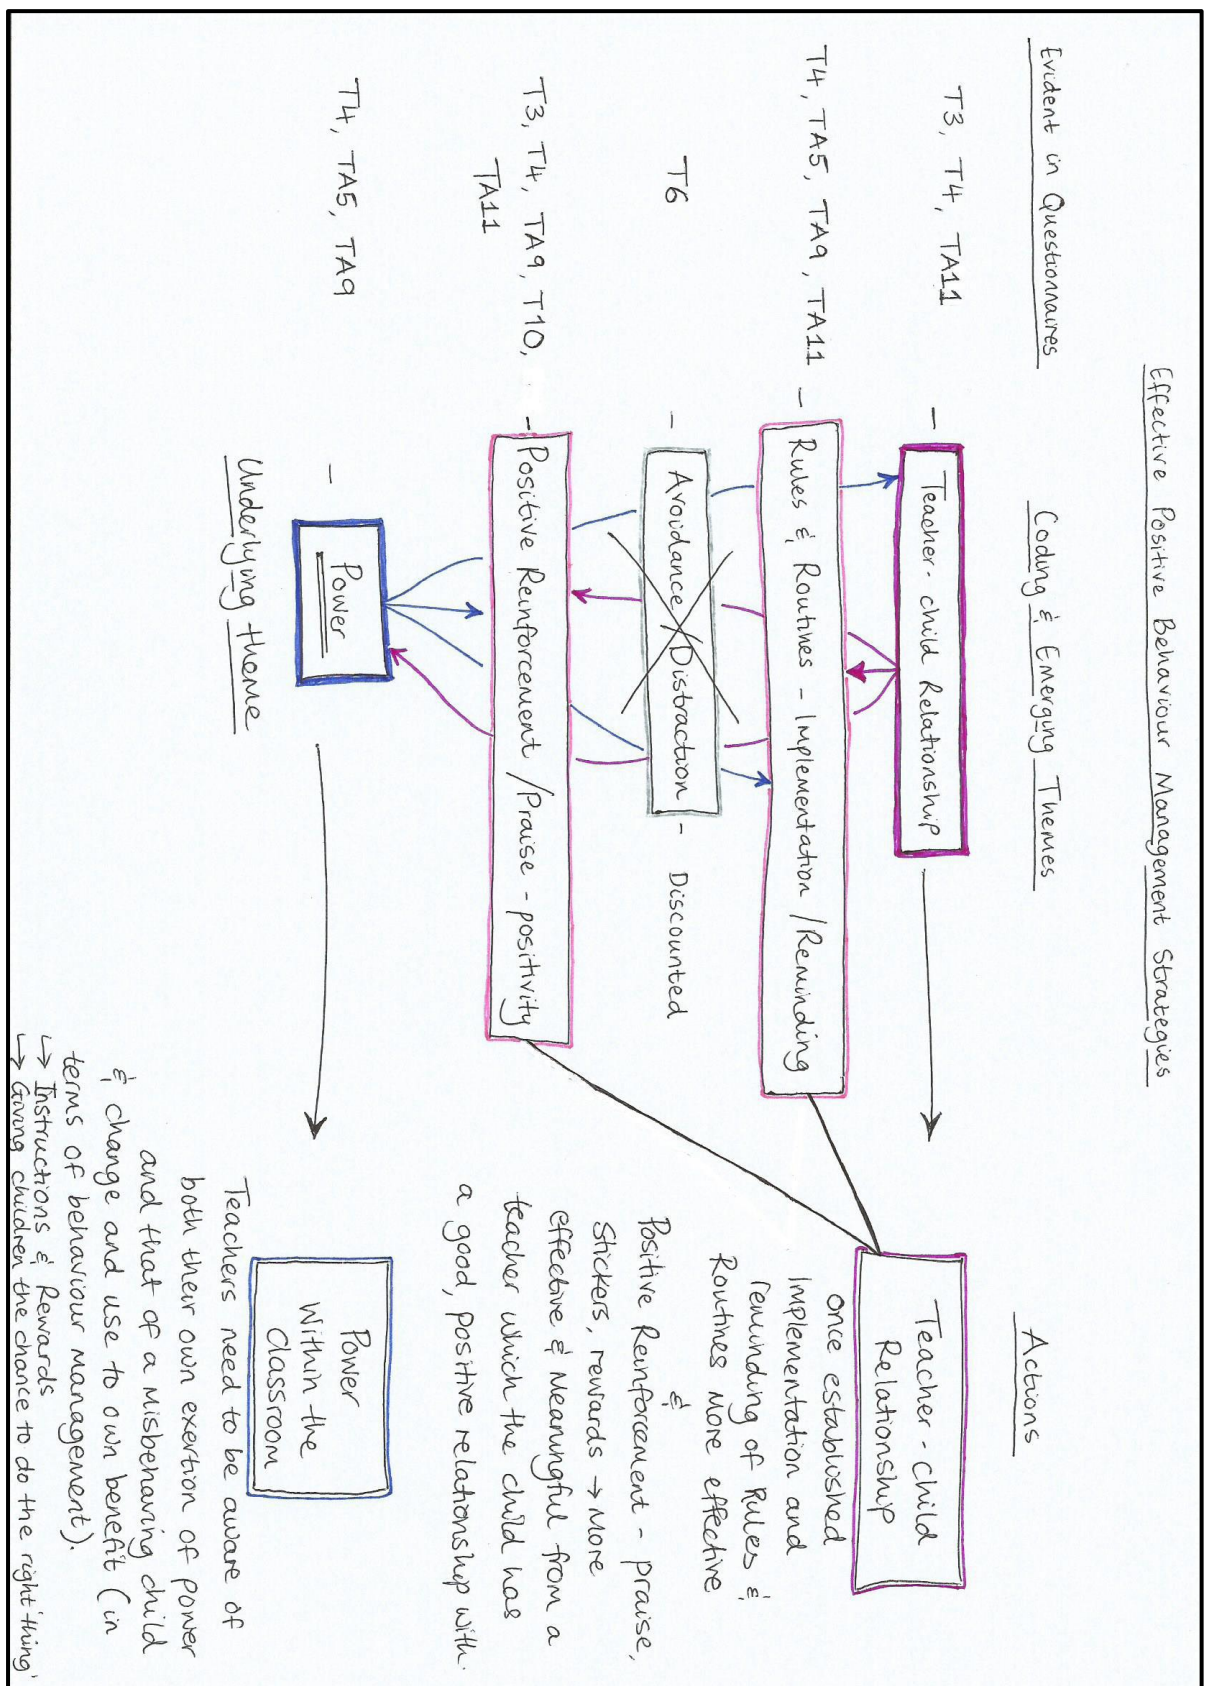 Effective Positive Behaviour Management Strategies
Evident in Questionnaires
Coding & Emerging Themes
Actions
T3, T4, TA11
- Teacher-child Relationship
Teacher-Child
Relationship
T4, TA5, TA9, TA11 - Rules & Routines - Implementation / Reminding
once established
Implementation and
reminding of Rules &
Routines more effective
&
T6
- Avoidance / Distraction - Discounted
Positive Reinforcement - praise,
stickers, rewards → More
effective & Meaningful from a
teacher which the child has
a good, positive relationship with.
T3, T4, TA9, T10,
TA11
- Positive Reinforcement / Praise - positivity
T4, TA5, TA9
- Power
Underlying theme
Power
Within the
Classroom
Teachers need to be aware of
both their own exertion of power
and that of a misbehaving child
& change and use to own benefit (in
terms of behaviour management).
↳ Instructions & Rewards
↳ Giving children the chance to do the 'right thing'